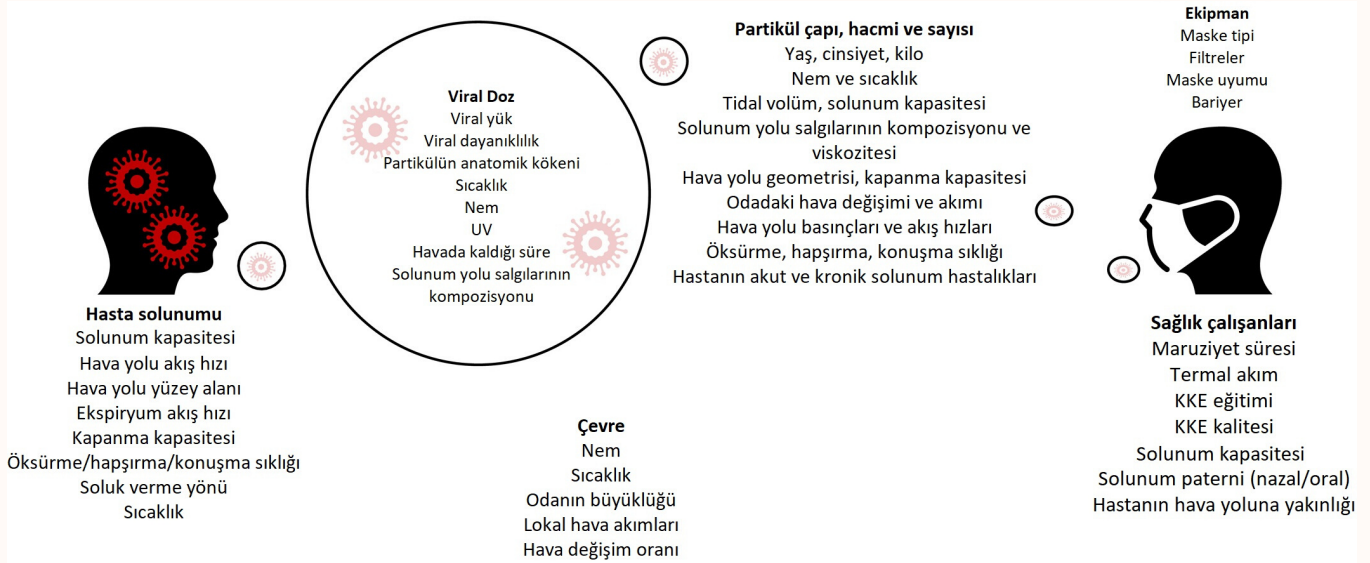 Hasta solunumu
Solunum kapasitesi
Hava yolu akış hızı
Hava yolu yüzey alanı
Ekspiryum akış hızı
Kapanma kapasitesi
Öksürme/hapşırma/konuşma sıklığı
Soluk verme yönü
Sıcaklık
Viral Doz
Viral yük
Viral dayanıklılık
Partikülün anatomik kökeni
Sıcaklık
Nem
UV
Havada kaldığı süre
Solunum yolu salgılarının
kompozisyonu
Çevre
Nem
Sıcaklık
Odanın büyüklüğü
Lokal hava akımları
Hava değişim oranı
Partikül çapı, hacmi ve sayısı
Yaş, cinsiyet, kilo
Nem ve sıcaklık
Tidal volüm, solunum kapasitesi
Solunum yolu salgılarının kompozisyonu ve
viskozitesi
Hava yolu geometrisi, kapanma kapasitesi
Odadaki hava değişimi ve akımı
Hava yolu basınçları ve akış hızları
Öksürme, hapşırma, konuşma sıklığı
Hastanın akut ve kronik solunum hastalıkları
Ekipman
Maske tipi
Filtreler
Maske uyumu
Bariyer
Sağlık çalışanları
Maruziyet süresi
Termal akım
KKE eğitimi
KKE kalitesi
Solunum kapasitesi
Solunum paterni (nazal/oral)
Hastanın hava yoluna yakınlığı